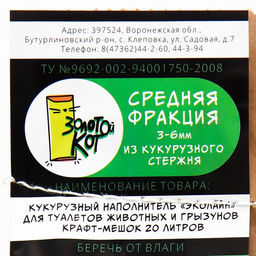 Адрес: 397524, Воронежская обл.,
Бутурлиновский р-он, с. Клеповка, ул. Садовая, д.7
Телефон: 8(47362)44-2-60, 44-3-94
ТУ №9692-002-94001750-2008
ЗОЛОТОЙ
КОТ
СРЕДНЯЯ
ФРАКЦИЯ
3-6мм
ИЗ КУКУРУЗНОГО
СТЕРЖНЯ
НАИМЕНОВАНИЕ ТОВАРА:
КУКУРУЗНЫЙ НАПОЛНИТЕЛЬ "ЭКОЛАЙН"
ДЛЯ ТУАЛЕТОВ ЖИВОТНЫХ И ГРЫЗУНОВ
КРАФТ-МЕШОК 20 ЛИТРОВ
БЕРЕЧЬ ОТ ВЛАГИ